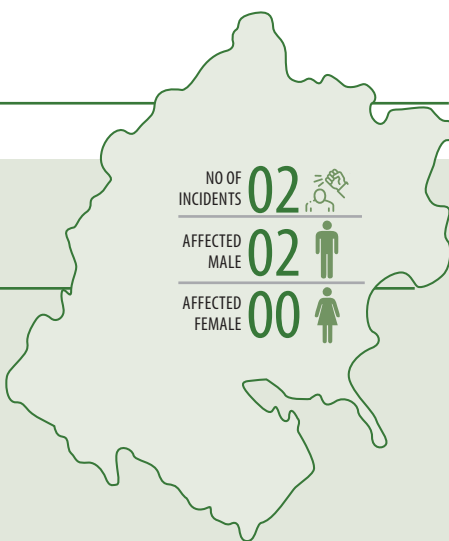 NO OF
INCIDENTS 02
AFFECTED
MALE 02
AFFECTED
FEMALE 00